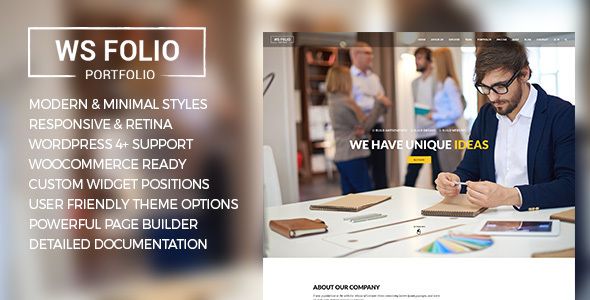 WS FOLIO
PORTFOLIO
MODERN & MINIMAL STYLES
RESPONSIVE & RETINA
WORDPRESS 4+ SUPPORT
WOOCOMMERCE READY
CUSTOM WIDGET POSITIONS
USER FRIENDLY THEME OPTIONS
POWERFUL PAGE BUILDER
DETAILED DOCUMENTATION
WS FOLIO
WE HAVE UNIQUE IDEAS
ABOUT OUR COMPANY